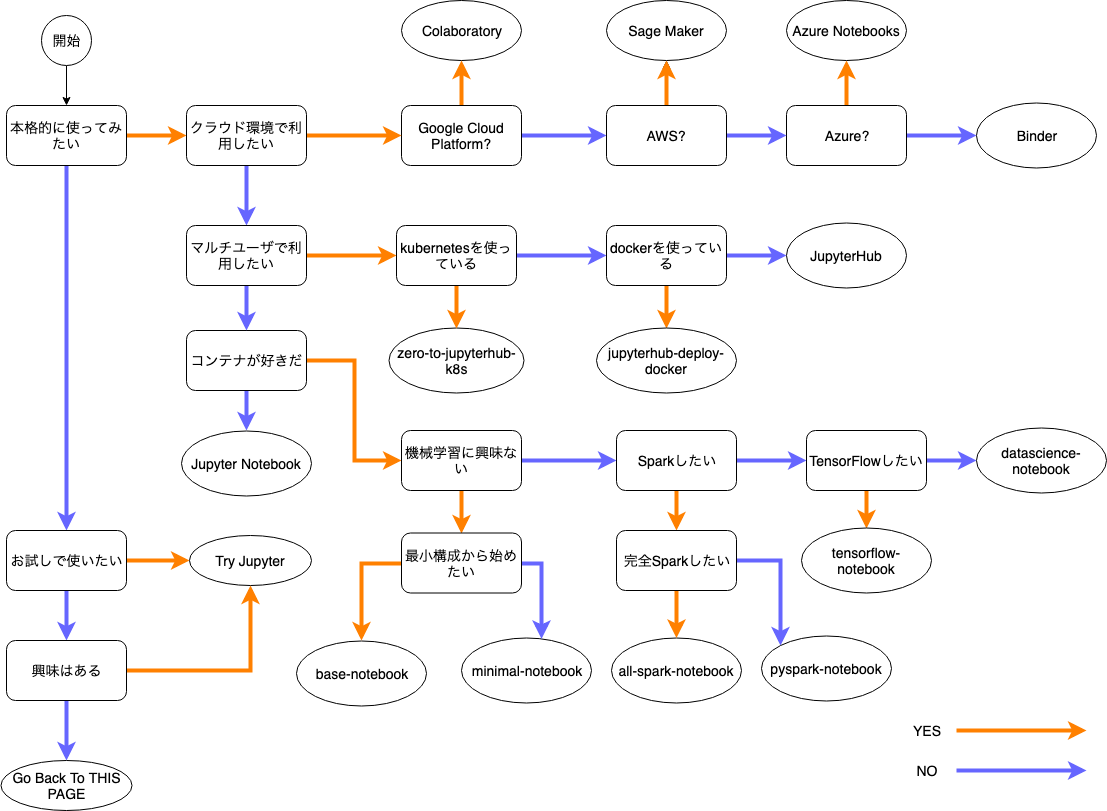 開始
Colaboratory
Sage Maker
Azure Notebooks
本格的に使ってみ
たい
クラウド環境で利
用したい
Google Cloud
Platform?
AWS?
Azure?
Binder
マルチユーザで利
用したい
kubernetesを使っ
ている
dockerを使ってい
る
JupyterHub
コンテナが好きだ
zero-to-jupyterhub-
k8s
jupyterhub-deploy-
docker
Jupyter Notebook
機械学習に興味な
い
Sparkしたい
TensorFlowしたい
datascience-
notebook
お試しで使いたい
Try Jupyter
最小構成から始め
たい
完全Sparkしたい
tensorflow-
notebook
興味はある
base-notebook
minimal-notebook
all-spark-notebook
pyspark-notebook
YES
NO
Go Back To THIS
PAGE